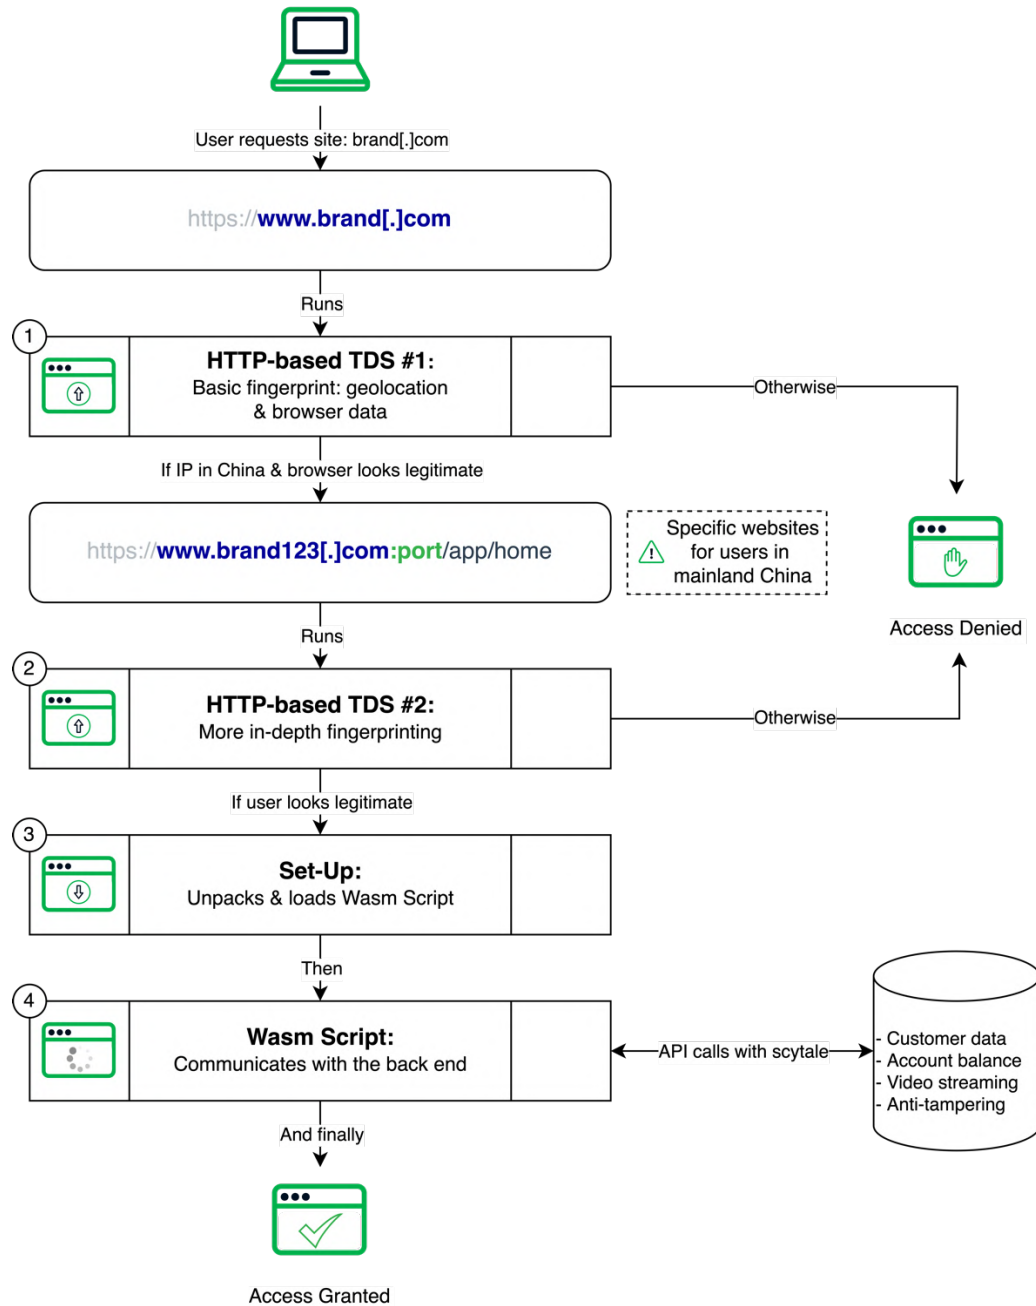 User requests site: brand[.]com
https://www.brand[.]com
Runs
1
HTTP-based TDS #1:
Basic fingerprint: geolocation
& browser data
Otherwise
If IP in China & browser looks legitimate
https://www.brand123[.]com:port/app/home
Specific websites
for users in
mainland China
Access Denied
Runs
2
HTTP-based TDS #2:
More in-depth fingerprinting
Otherwise
If user looks legitimate
3
Set-Up:
Unpacks & loads Wasm Script
Then
4
Wasm Script:
Communicates with the back end
API calls with scytale
- Customer data
- Account balance
- Video streaming
- Anti-tampering
And finally
Access Granted